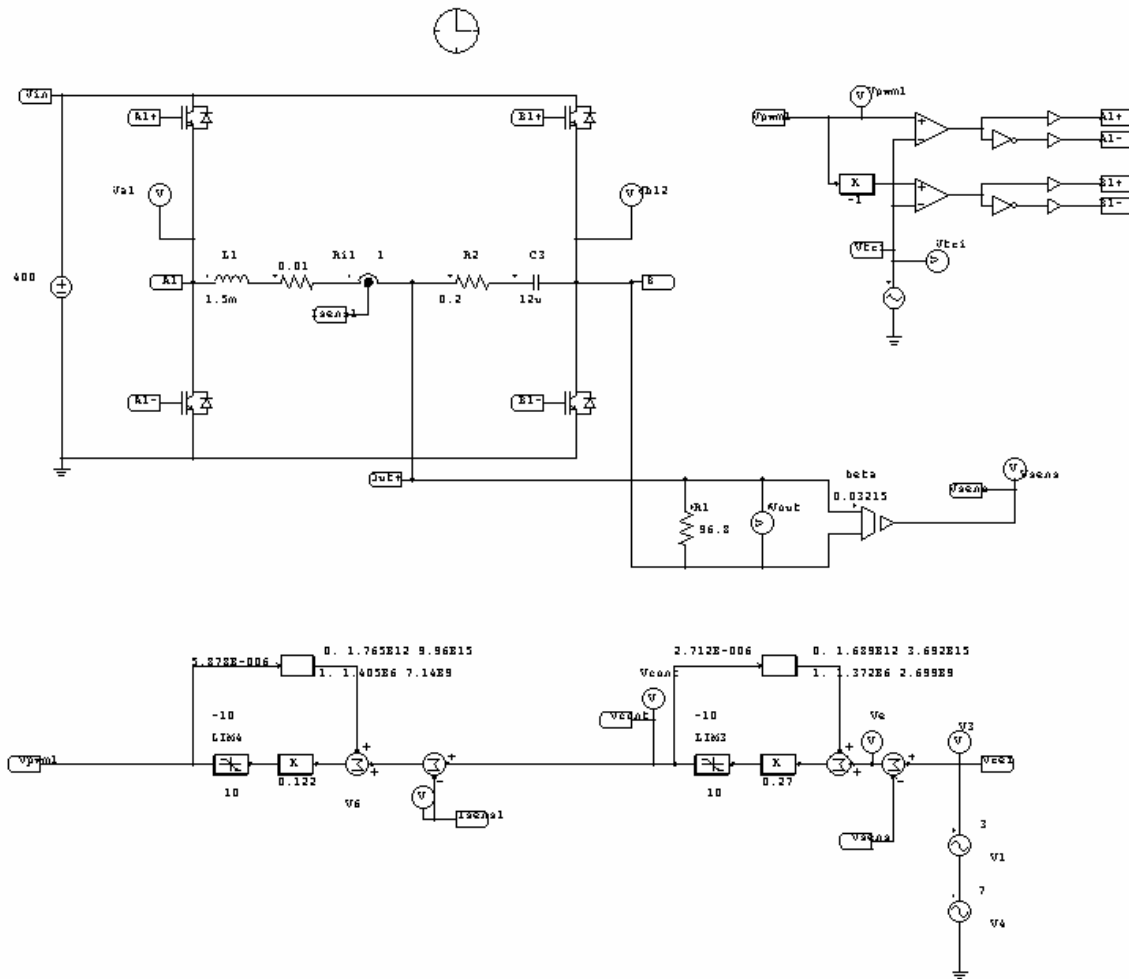 Vin
A1+
B1+
Vpwm1
Vpwm1
A1+
A1-
K
-1
B1+
B1-
Va1
V
V
Vb12
Vtri
Vtri
V
L1
0.01
Ri1
1
R2
C3
400
A1
B
1.5m
Isens1
0.2
12u
A1-
B1-
Out+
beta
0.03215
V
Vsens
Vsens
R1
96.8
Vout
V
5.878E-006
0. 1.765E12 9.96E15
1. 1.405E6 7.14E9
2.712E-006
0. 1.689E12 3.692E15
1. 1.372E6 2.699E9
Vcont
V
Vcont
-10
LIM4
-10
LIM3
Ve
V
V3
V
Vpwm1
K
0.122
Σ
Σ
K
0.27
Σ
Σ
10
V6
V
Isens1
10
Vsens
3
V1
7
V4